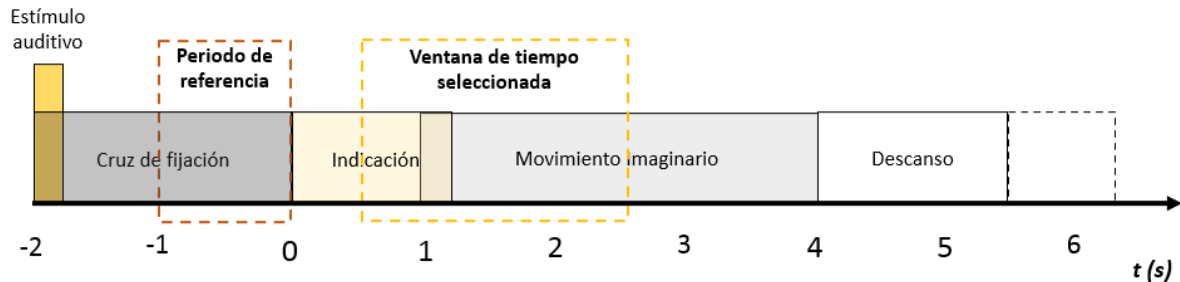 Estímulo
auditivo
Periodo de
referencia
Ventana de tiempo
seleccionada
Cruz de fijación
Indicación
Movimiento Imaginario
Descanso
-2 -1 0 1 2 3 4 5 6
t (s)